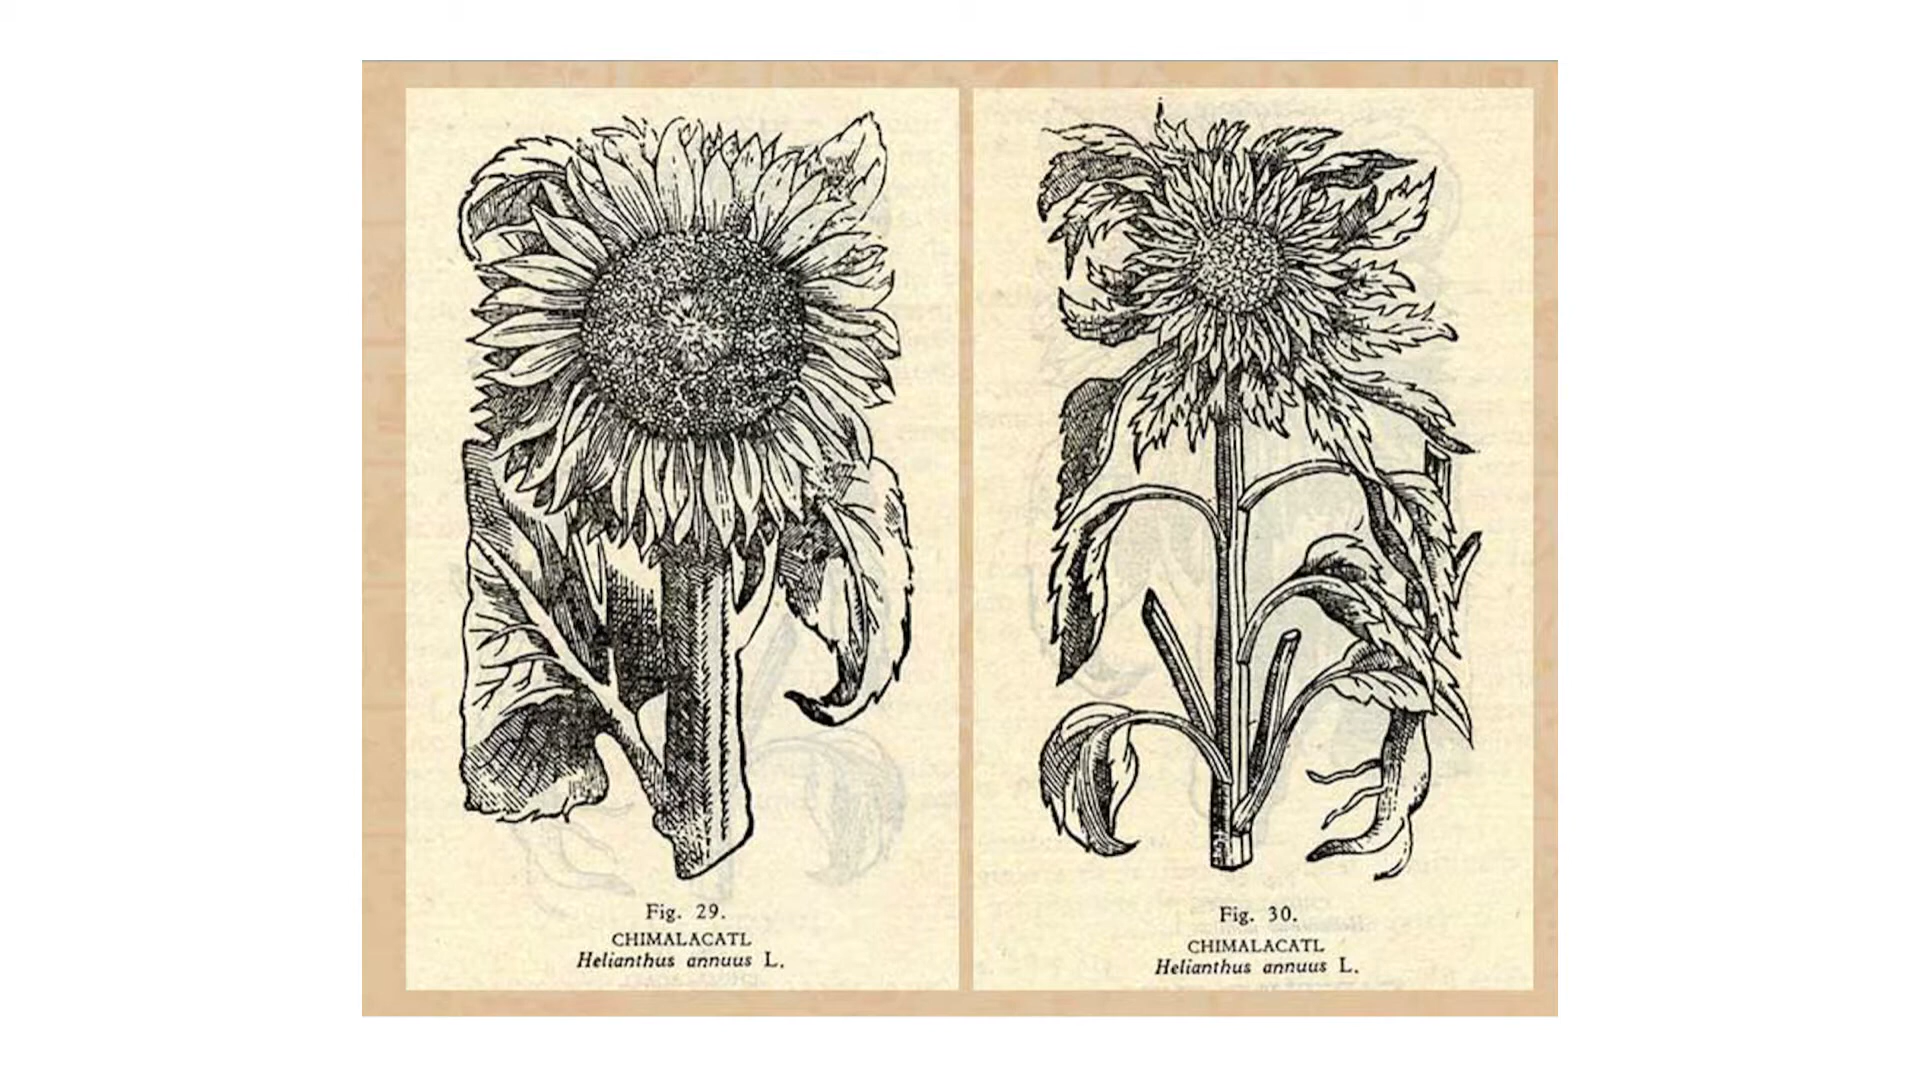 Fig. 29.
CHIMALACATL
Helianthus annuus L.
Fig. 30.
CHIMALACATL
Helianthus annuus L.